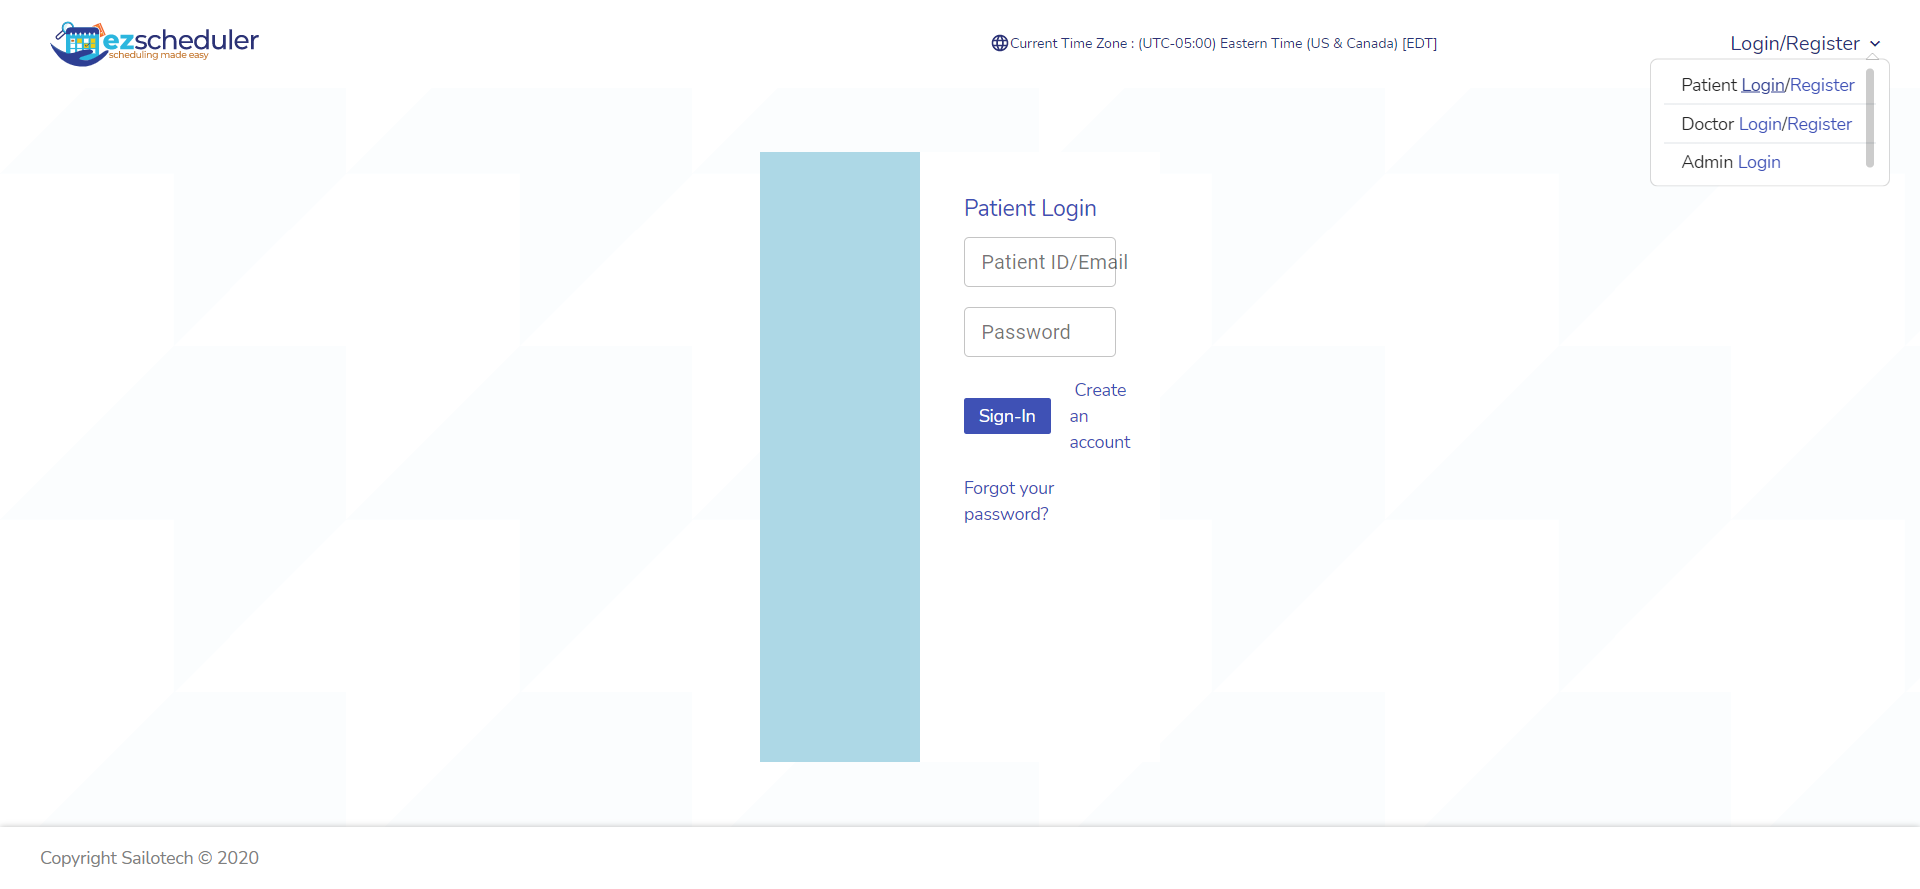 ezscheduler
scheduling made easy
Current Time Zone : (UTC-05:00) Eastern Time (US & Canada) [EDT]
Login/Register
Patient Login/Register
Doctor Login/Register
Admin Login
Patient Login
Patient ID/Email
Password
Sign-In
Create
an
account
Forgot your
password?
Copyright Sailotech © 2020